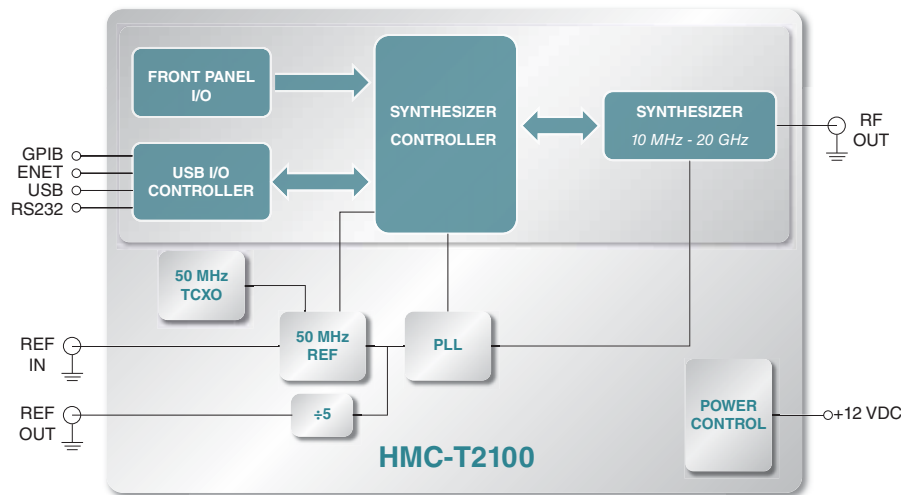 FRONT PANEL
I/O
SYNTHESIZER
CONTROLLER
SYNTHESIZER
10 MHz - 20 GHz
RF
OUT
GPIB
ENET
USB
RS232
USB I/O
CONTROLLER
50 MHz
TCXO
REF
IN
50 MHz
REF
PLL
REF
OUT
÷5
POWER
CONTROL
+12 VDC
HMC-T2100